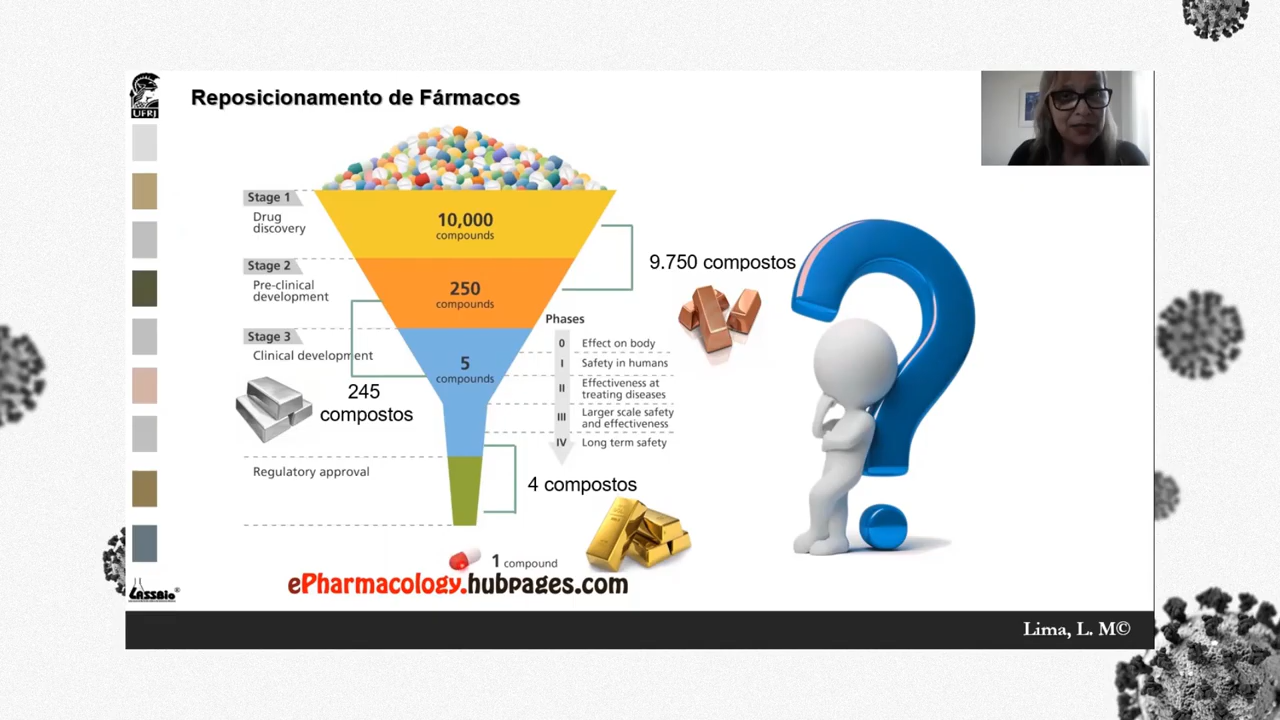 UFRJ
Reposicionamento de Fármacos
Stage 1
Drug
discovery
10,000
compounds
9.750 compostos
Stage 2
Pre-clinical
development
250
compounds
Stage 3
Clinical development
5
compounds
245
compostos
Phases
0 Effect on body
I Safety in humans
II Effectiveness at
treating diseases
III Larger scale safety
and effectiveness
IV Long term safety
Regulatory approval
4 compostos
1 compound
ePharmacology.hubpages.com
LASSBio®
Lima, L. M©